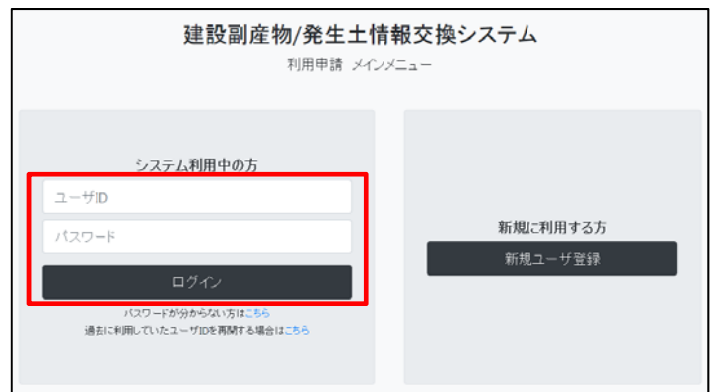 建設副産物/発生土情報交換システム
利用申請 メインメニュー
システム利用中の方
ユーザID
パスワード
ログイン
パスワードが分からない方はこちら
過去に利用していたユーザIDを再開する場合はこちら
新規に利用する方
新規ユーザ登録